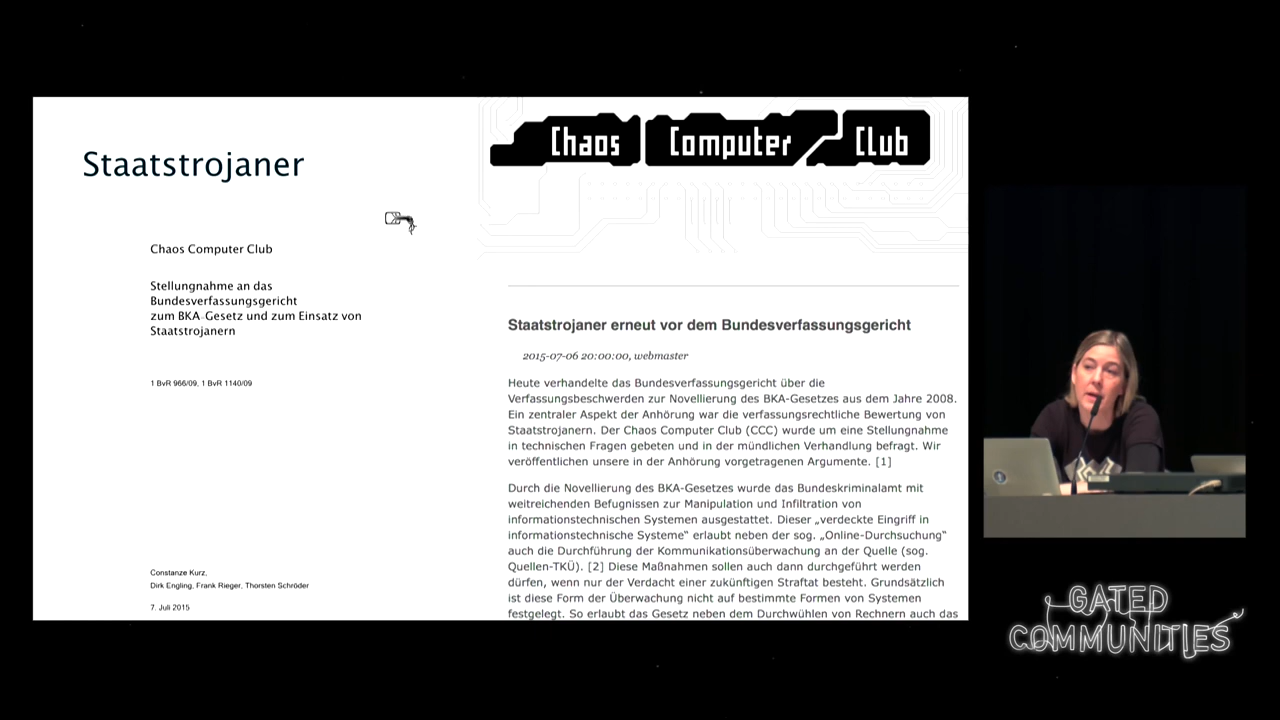 Staatstrojaner
Chaos Computer Club
Stellungnahme an das
Bundesverfassungsgericht
zum BKA-Gesetz und zum Einsatz von
Staatstrojanern
1 BvR 966/09, 1 BvR 1140/09
Constanze Kurz,
Dirk Engling, Frank Rieger, Thorsten Schröder
7. Juli 2015
Chaos Computer Club
Staatstrojaner erneut vor dem Bundesverfassungsgericht
2015-07-06 20:00:00, webmaster
Heute verhandelte das Bundesverfassungsgericht über die
Verfassungsbeschwerden zur Novellierung des BKA-Gesetzes aus dem Jahre 2008.
Ein zentraler Aspekt der Anhörung war die verfassungsrechtliche Bewertung von
Staatstrojanern. Der Chaos Computer Club (CCC) wurde um eine Stellungnahme
in technischen Fragen gebeten und in der mündlichen Verhandlung befragt. Wir
veröffentlichen unsere in der Anhörung vorgetragenen Argumente. [1]
Durch die Novellierung des BKA-Gesetzes wurde das Bundeskriminalamt mit
weitreichenden Befugnissen zur Manipulation und Infiltration von
informationstechnischen Systemen ausgestattet. Dieser „verdeckte Eingriff in
informationstechnische Systeme“ erlaubt neben der sog. „Online-Durchsuchung“
auch die Durchführung der Kommunikationsüberwachung an der Quelle (sog.
Quellen-TKÜ). [2] Diese Maßnahmen sollen auch dann durchgeführt werden
dürfen, wenn nur der Verdacht einer zukünftigen Straftat besteht. Grundsätzlich
ist diese Form der Überwachung nicht auf bestimmte Formen von Systemen
festgelegt. So erlaubt das Gesetz neben dem Durchwühlen von Rechnern auch das
GATED
COMMUNITIES